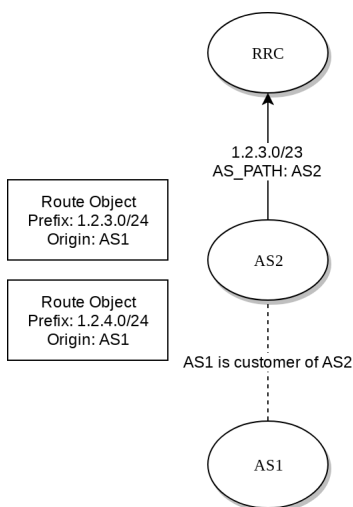 RRC
1.2.3.0/23
AS_PATH: AS2
Route Object
Prefix: 1.2.3.0/24
Origin: AS1
AS2
Route Object
Prefix: 1.2.4.0/24
Origin: AS1
AS1 is customer of AS2
AS1